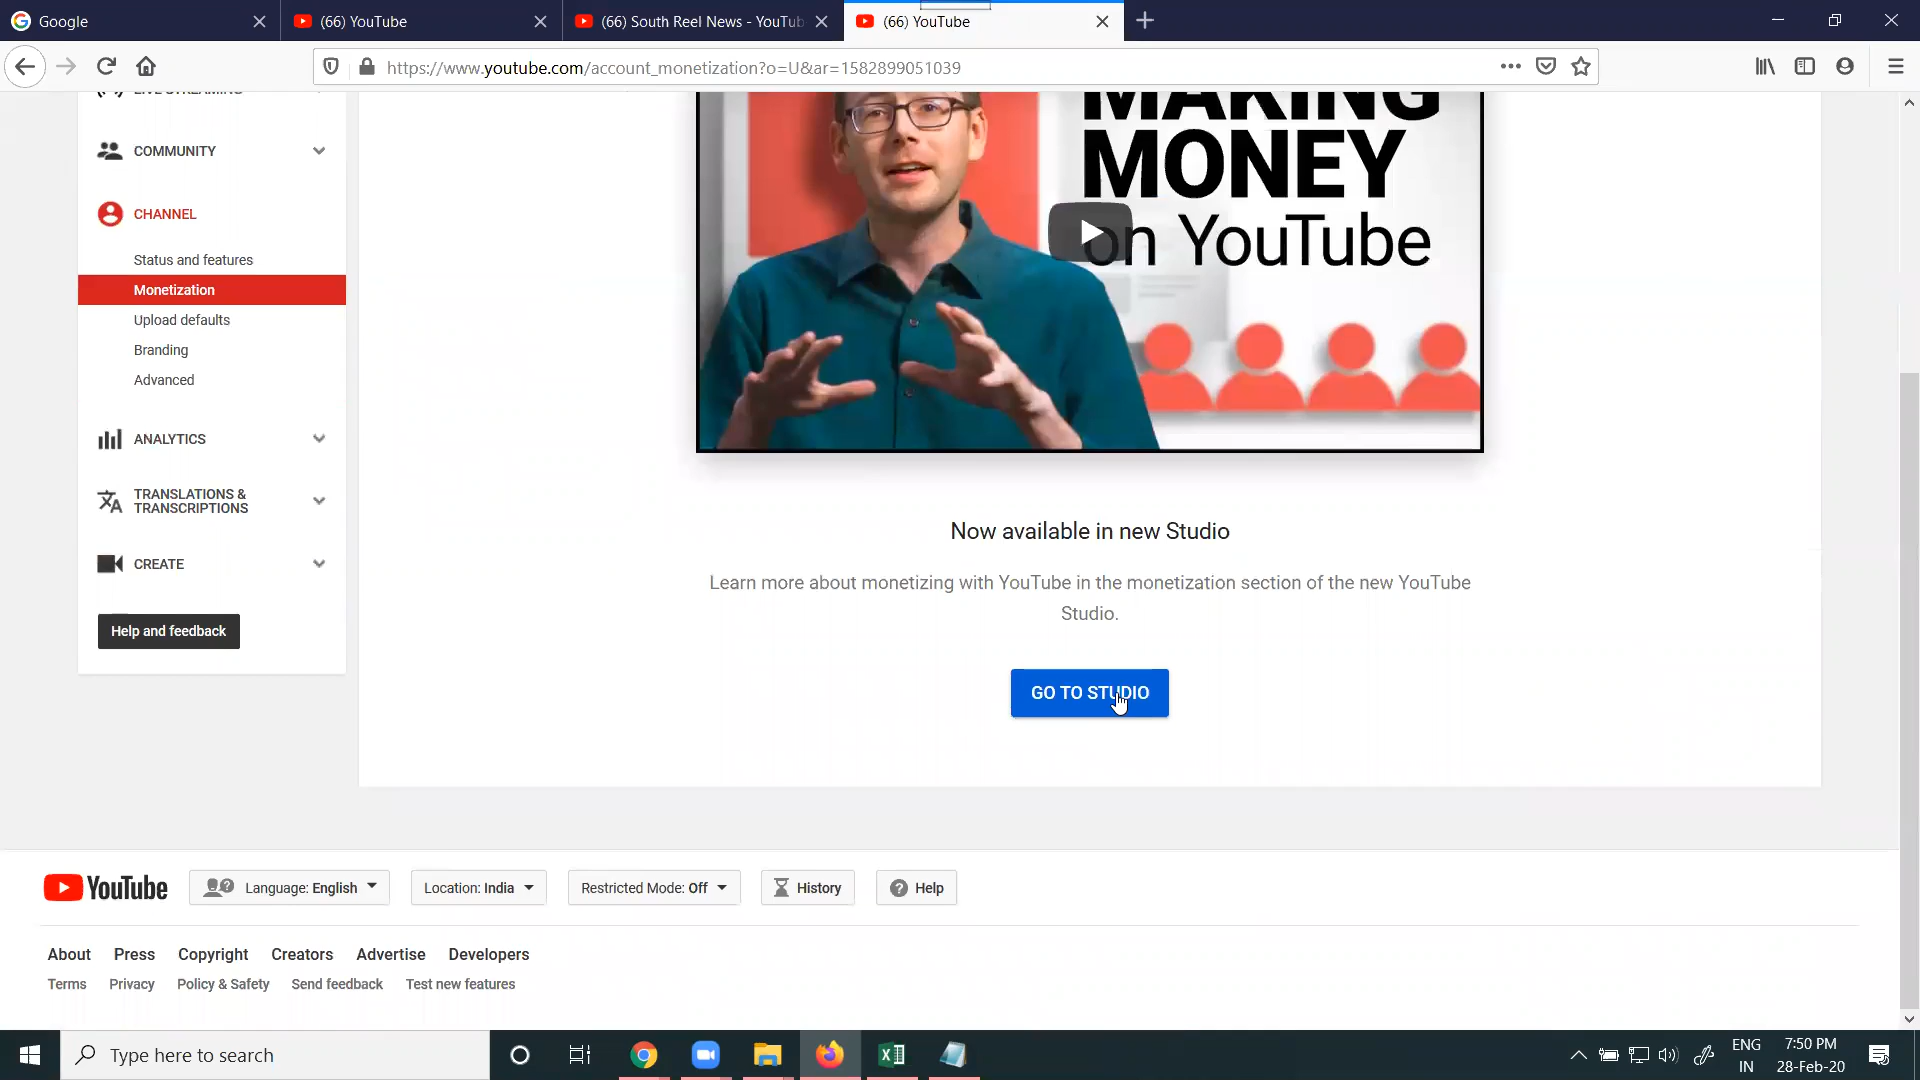 Google
(66) YouTube
(66) South Reel News - YouTub
(66) YouTube
https://www.youtube.com/account_monetization?o=U&ar=1582899051039
LIVE STREAMING
COMMUNITY
CHANNEL
Status and features
Monetization
Upload defaults
Branding
Advanced
ANALYTICS
TRANSLATIONS &
TRANSCRIPTIONS
CREATE
Help and feedback
MAKING
MONEY
on YouTube
Now available in new Studio
Learn more about monetizing with YouTube in the monetization section of the new YouTube
Studio.
GO TO STUDIO
YouTube
Language: English
Location: India
Restricted Mode: Off
History
Help
About Press Copyright Creators Advertise Developers
Terms Privacy Policy & Safety Send feedback Test new features
Type here to search
ENG
IN
7:50 PM
28-Feb-20